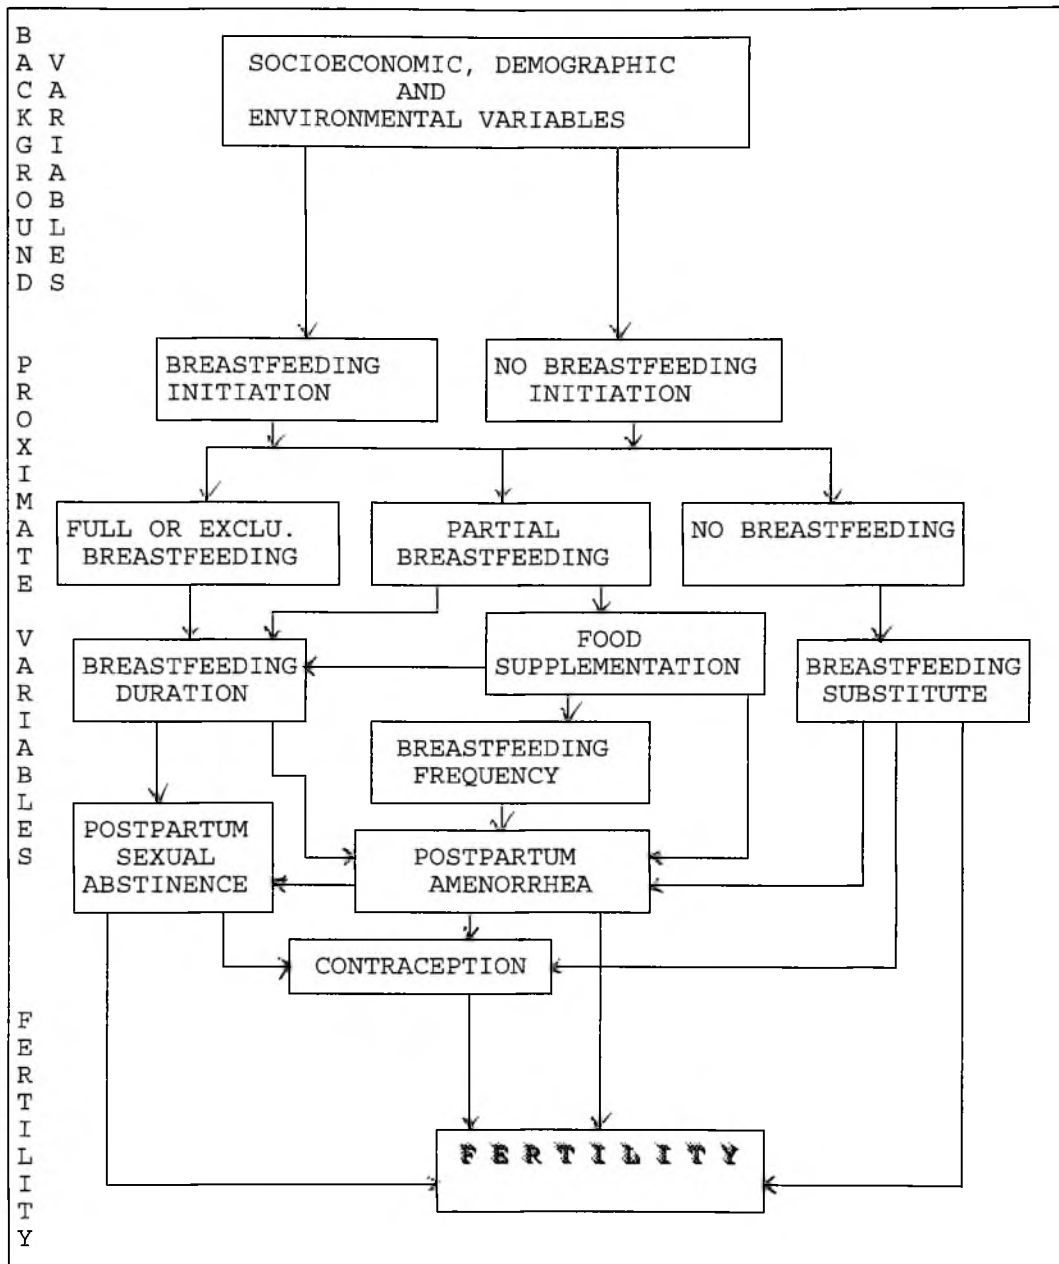 BACKGROUND
VARIABLES
SOCIOECONOMIC, DEMOGRAPHIC
AND
ENVIRONMENTAL VARIABLES
PROXIMATE VARIABLES
BREASTFEEDING
INITIATION
NO BREASTFEEDING
INITIATION
FULL OR EXCLU.
BREASTFEEDING
PARTIAL
BREASTFEEDING
NO BREASTFEEDING
BREASTFEEDING
DURATION
FOOD
SUPPLEMENTATION
BREASTFEEDING
SUBSTITUTE
BREASTFEEDING
FREQUENCY
POSTPARTUM
SEXUAL
ABSTINENCE
POSTPARTUM
AMENORRHEA
CONTRACEPTION
FERTILITY
F E R T I L I T Y